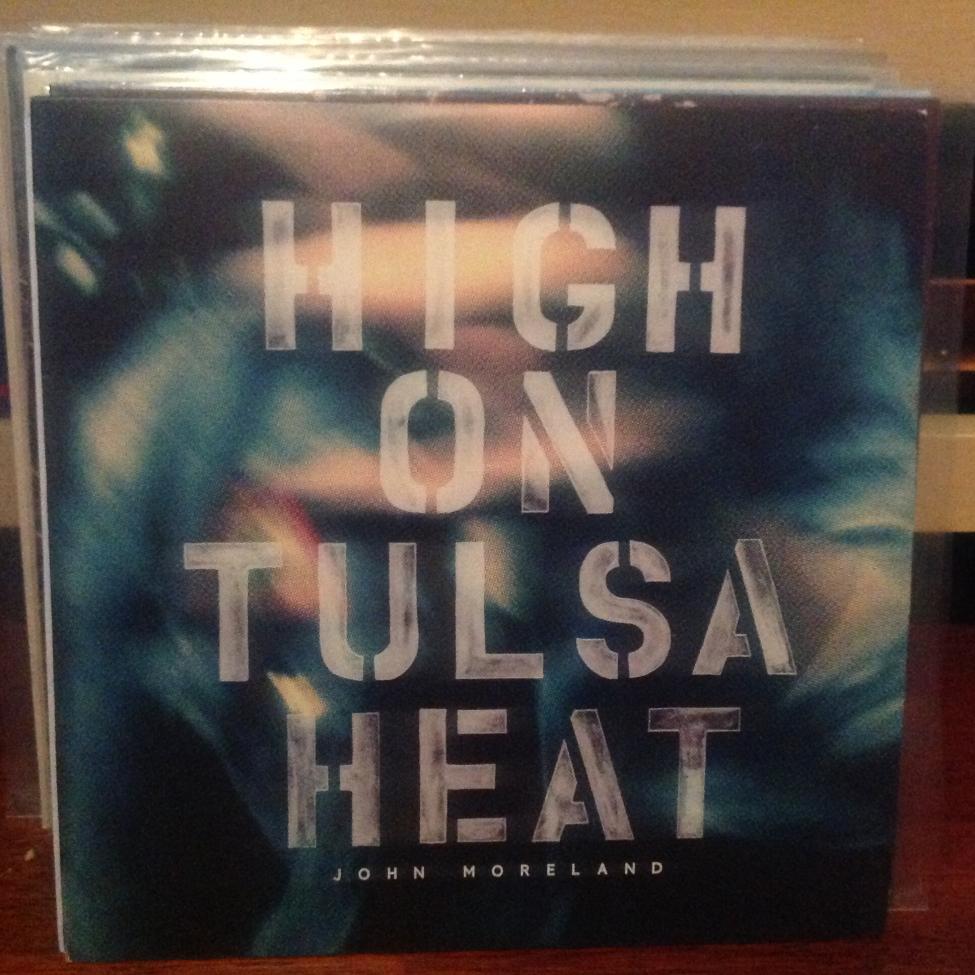 HIGH
ON
TULSA
HEAT
JOHN MORELAND